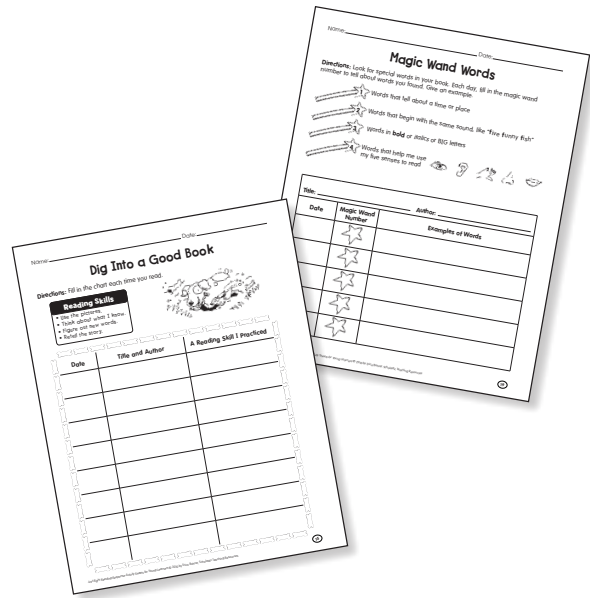 Name: Date:
Magic Wand Words
Directions: Look for special words in your book. Each day, fill in the magic wand
number to tell about words you found. Give an example.
1 Words that tell about a time or place
2 Words that begin with the same sound, like "five funny fish"
3 Words in bold or italics or BIG letters
4 Words that help me use
my five senses to read
Title: Author:
Date Magic Wand Examples of Words
Number
Name: Date:
Dig Into a Good Book
Directions: Fill in the chart each time you read.
Reading Skills
• Use the pictures.
• Think about what I know.
• Figure out new words.
• Retell the story.
Date Title and Author A Reading Skill I Practiced